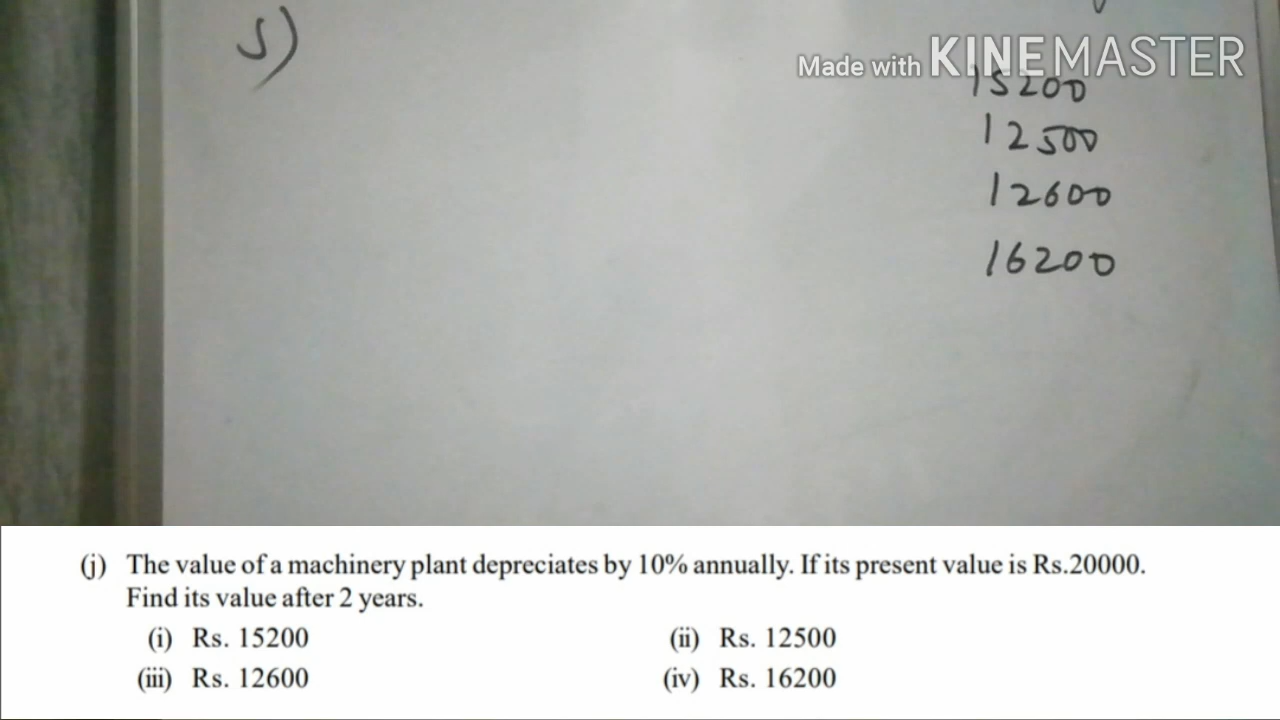 J)
Made with KINEMASTER
15200
12500
12600
16200
(j) The value of a machinery plant depreciates by 10% annually. If its present value is Rs.20000.
Find its value after 2 years.
(i) Rs. 15200 (ii) Rs. 12500
(iii) Rs. 12600 (iv) Rs. 16200